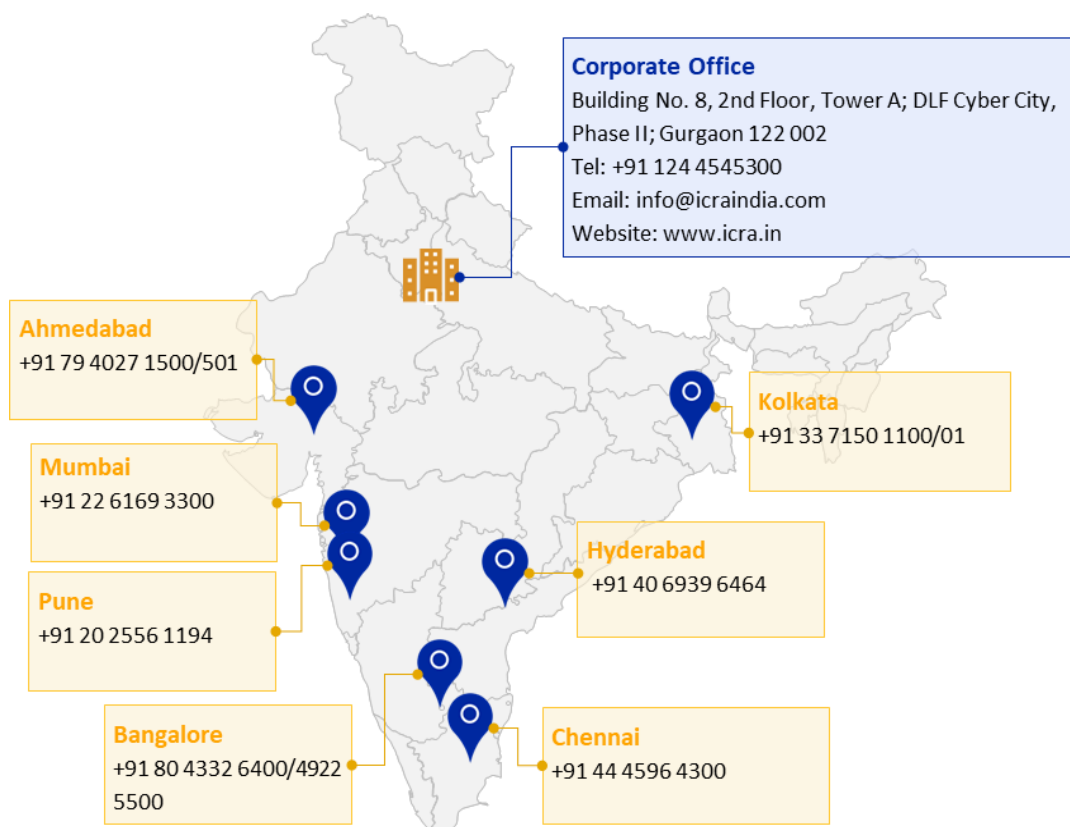 Corporate Office
Building No. 8, 2nd Floor, Tower A; DLF Cyber City,
Phase II; Gurgaon 122 002
Tel: +91 124 4545300
Email: info@icraindia.com
Website: www.icra.in
Ahmedabad
+91 79 4027 1500/501
Kolkata
+91 33 7150 1100/01
Mumbai
+91 22 6169 3300
Hyderabad
+91 40 6939 6464
Pune
+91 20 2556 1194
Bangalore
+91 80 4332 6400/4922
5500
Chennai
+91 44 4596 4300